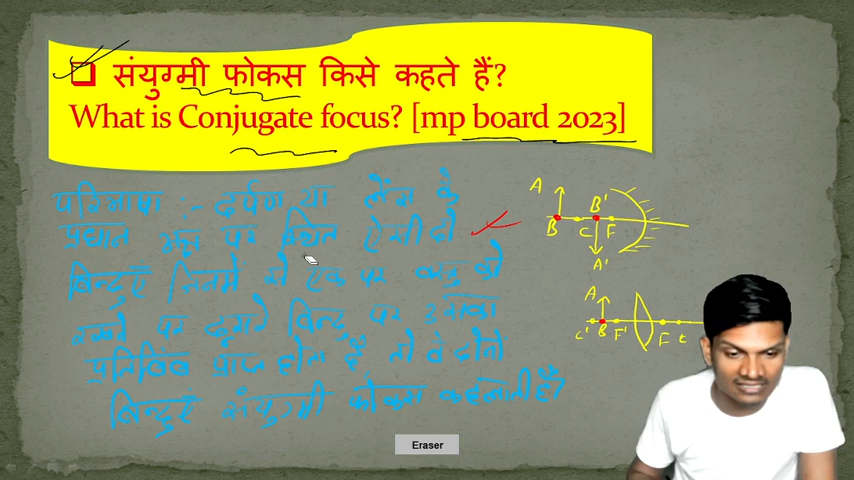 संयुग्मी फोकस किसे कहते हैं?
What is Conjugate focus? [mp board 2023]
परिभाषा :- दर्पण या लेंस के
प्रधान अक्ष पर स्थित ऐसी दो
बिन्दुएँ जिनमें से एक पर वस्तु को
रखने पर दूसरे बिन्दु पर उसका
प्रतिबिंब प्राप्त होता है तो वे दोनों
बिन्दुएं संयुग्मी फोकस कहलाती हैं।
A
B C B' F
A'
A
C' B F' F C
Eraser